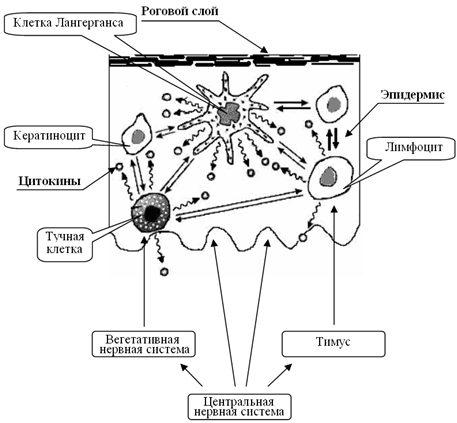 Роговой слой
Клетка Лангерганса
Эпидермис
Кератиноцит
Лимфоцит
Цитокины
Тучная
клетка
Вегетативная
нервная система
Тимус
Центральная
нервная система